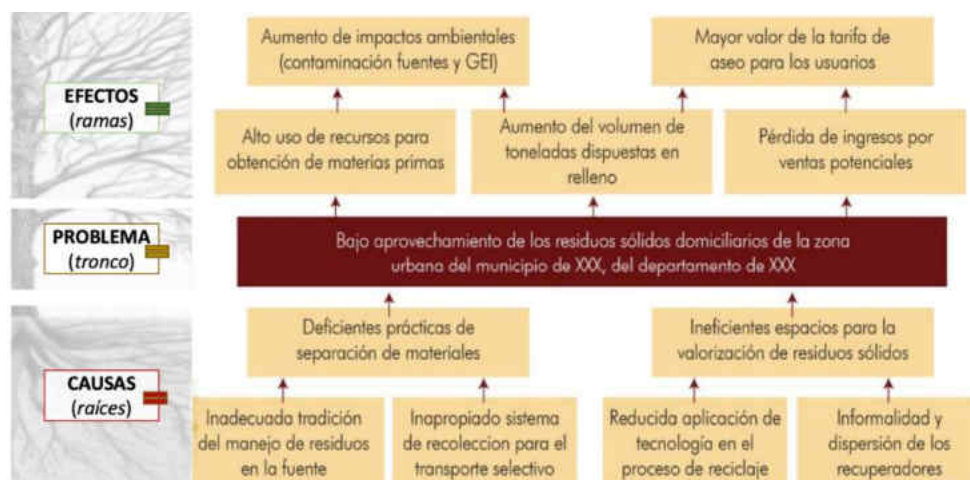 Aumento de impactos ambientales
(contaminación fuentes y GEI)
Mayor valor de la tarifa de
aseo para los usuarios
EFECTOS
(ramas)
Alto uso de recursos para
obtención de materias primas
Aumento del volumen de
toneladas dispuestas en
relleno
Pérdida de ingresos por
ventas potenciales
PROBLEMA
(tronco)
Bajo aprovechamiento de los residuos sólidos domiciliarios de la zona
urbana del municipio de XXX, del departamento de XXX
Deficientes prácticas de
separación de materiales
Ineficientes espacios para la
valorización de residuos sólidos
CAUSAS
(raíces)
Inadecuada tradición
del manejo de residuos
en la fuente
Inapropiado sistema
de recoleccion para el
transporte selectivo
Reducida aplicación de
tecnología en el
proceso de reciclaje
Informalidad y
dispersión de los
recuperadores